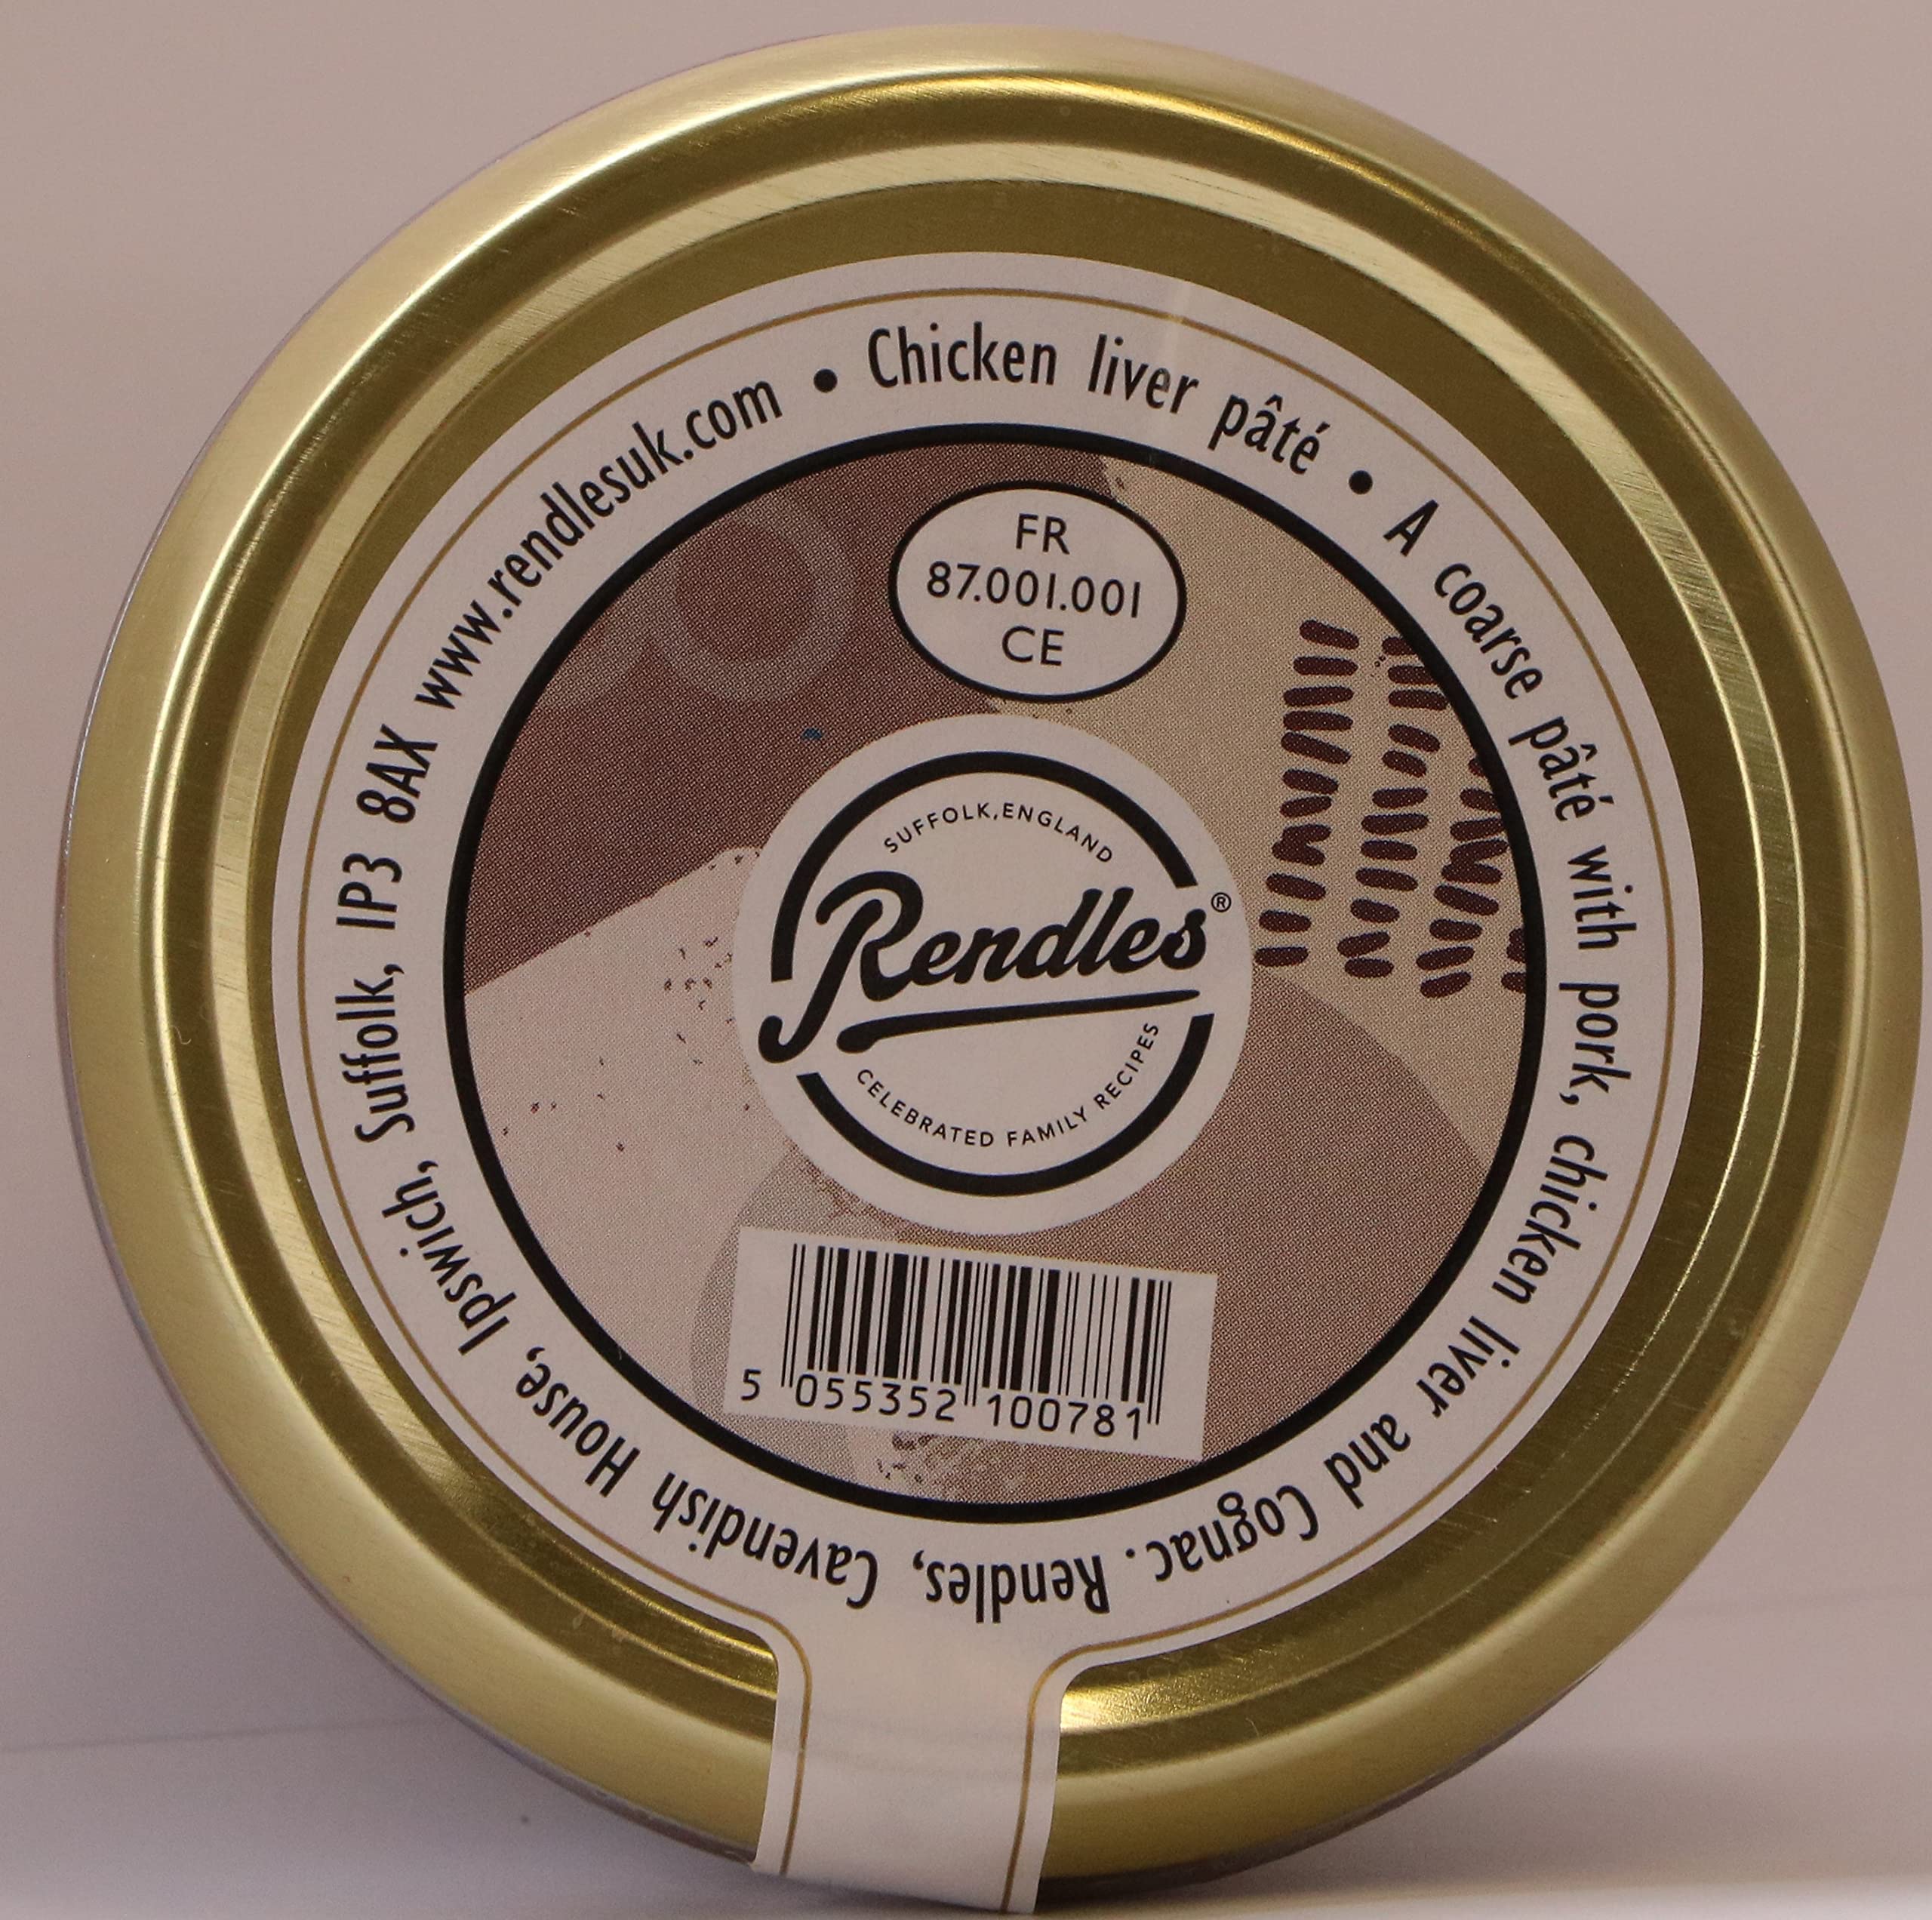 Chicken liver pâté • A coarse pâté with pork, chicken liver and Cognac. Rendles, Cavendish House, Ipswich, Suffolk, IP3 8AX www.rendlesuk.com •
FR
87.001.001
CE
SUFFOLK, ENGLAND
Rendles®
CELEBRATED FAMILY RECIPES
5 055352 100781